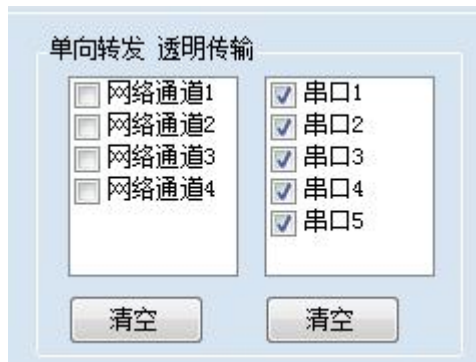 单向转发 透明传输
网络通道1
网络通道2
网络通道3
网络通道4
串口1
串口2
串口3
串口4
串口5
清空
清空